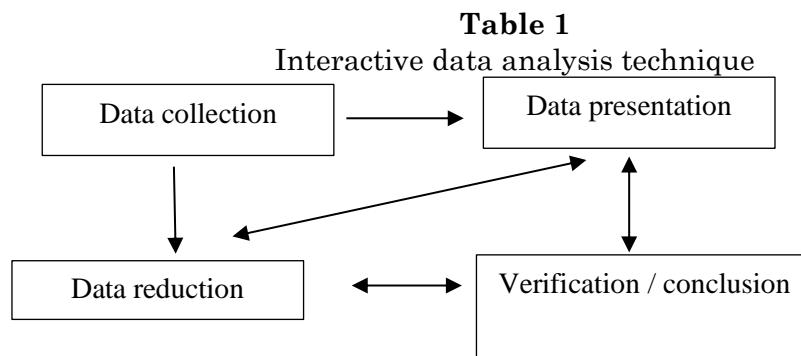 Table 1
Interactive data analysis technique
Data collection
Data presentation
Data reduction
Verification / conclusion